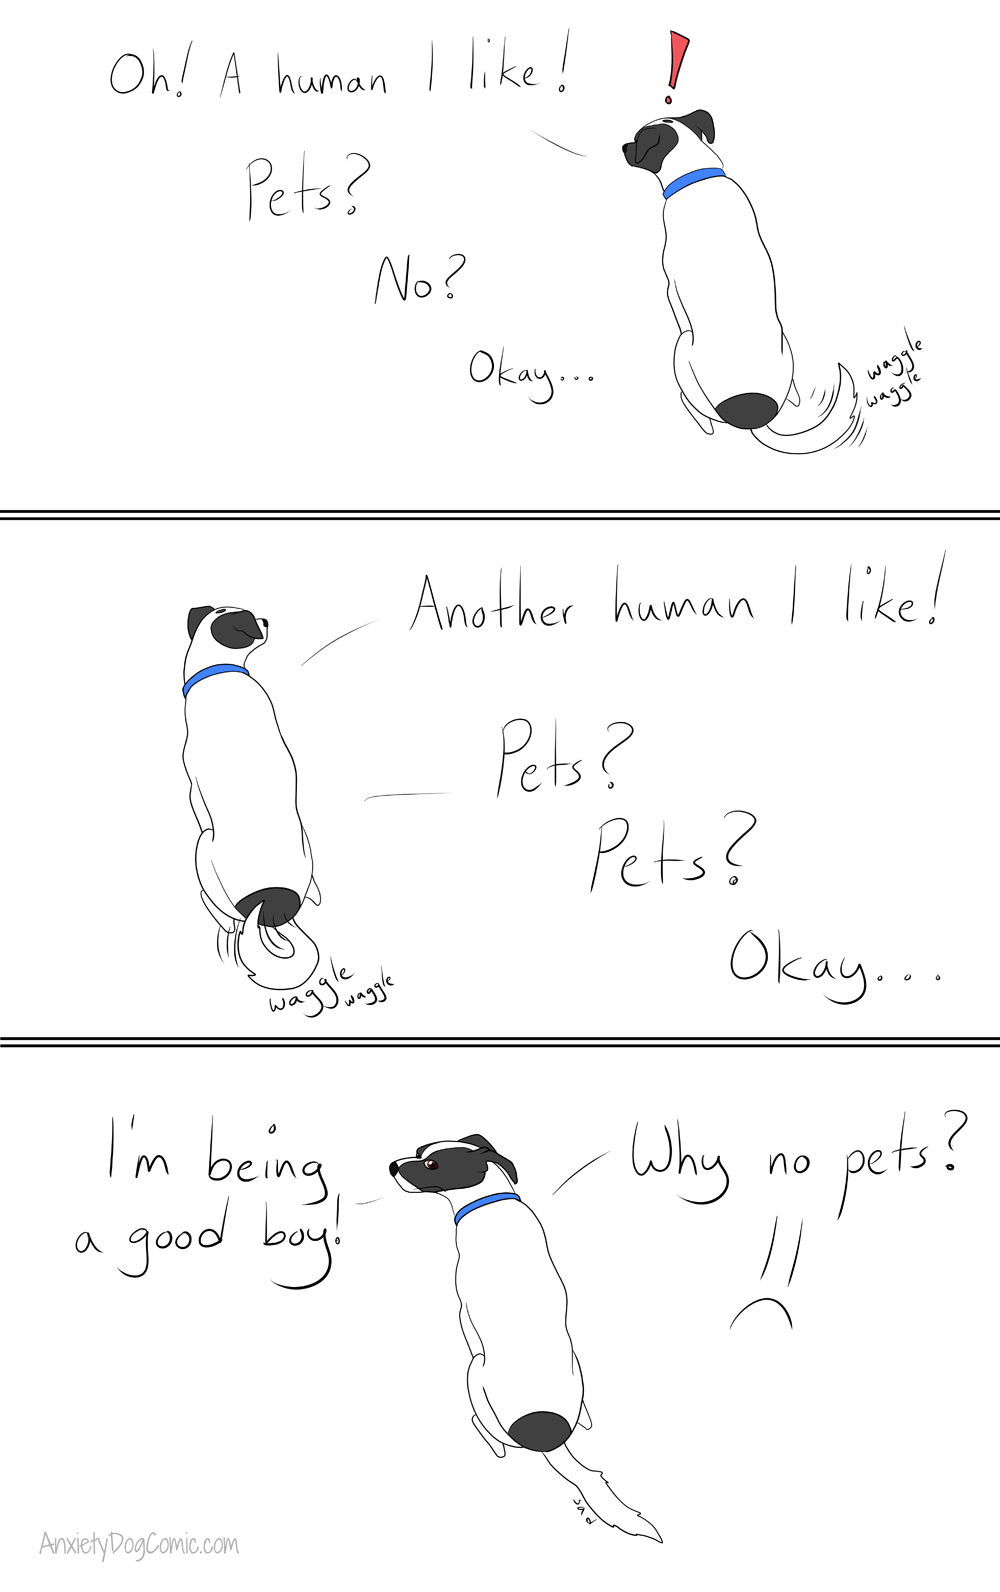 Oh! A human I like!
!
Pets?
No?
Okay...
waggle
waggle
Another human I like!
Pets?
Pets?
Okay...
waggle
waggle
I'm being
a good boy!
Why no pets?
sad
AnxietyDogComic.com